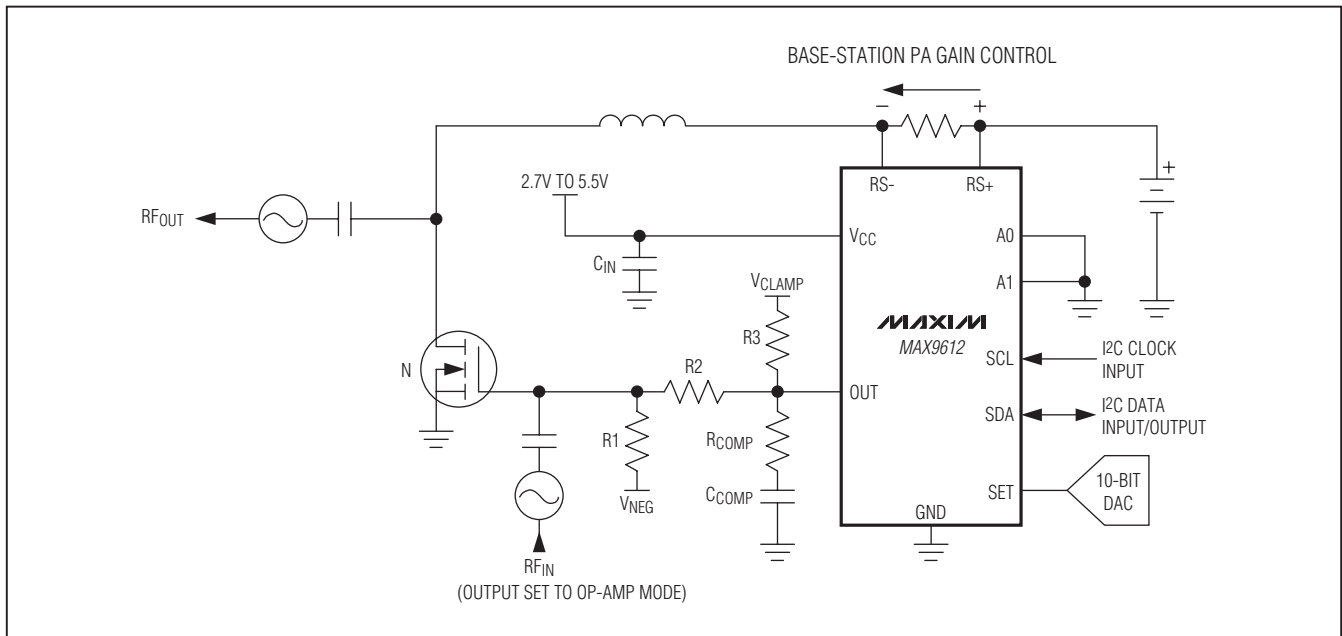 BASE-STATION PA GAIN CONTROL
− +
RS- RS+
+
2.7V TO 5.5V
RFOUT
VCC
A0
CIN
A1
VCLAMP
MAXIM
MAX9612
R3
SCL
I2C CLOCK
INPUT
N
R2
OUT
SDA
I2C DATA
INPUT/OUTPUT
R1
RCOMP
CCOMP
SET
10-BIT
DAC
VNEG
GND
RFIN
(OUTPUT SET TO OP-AMP MODE)